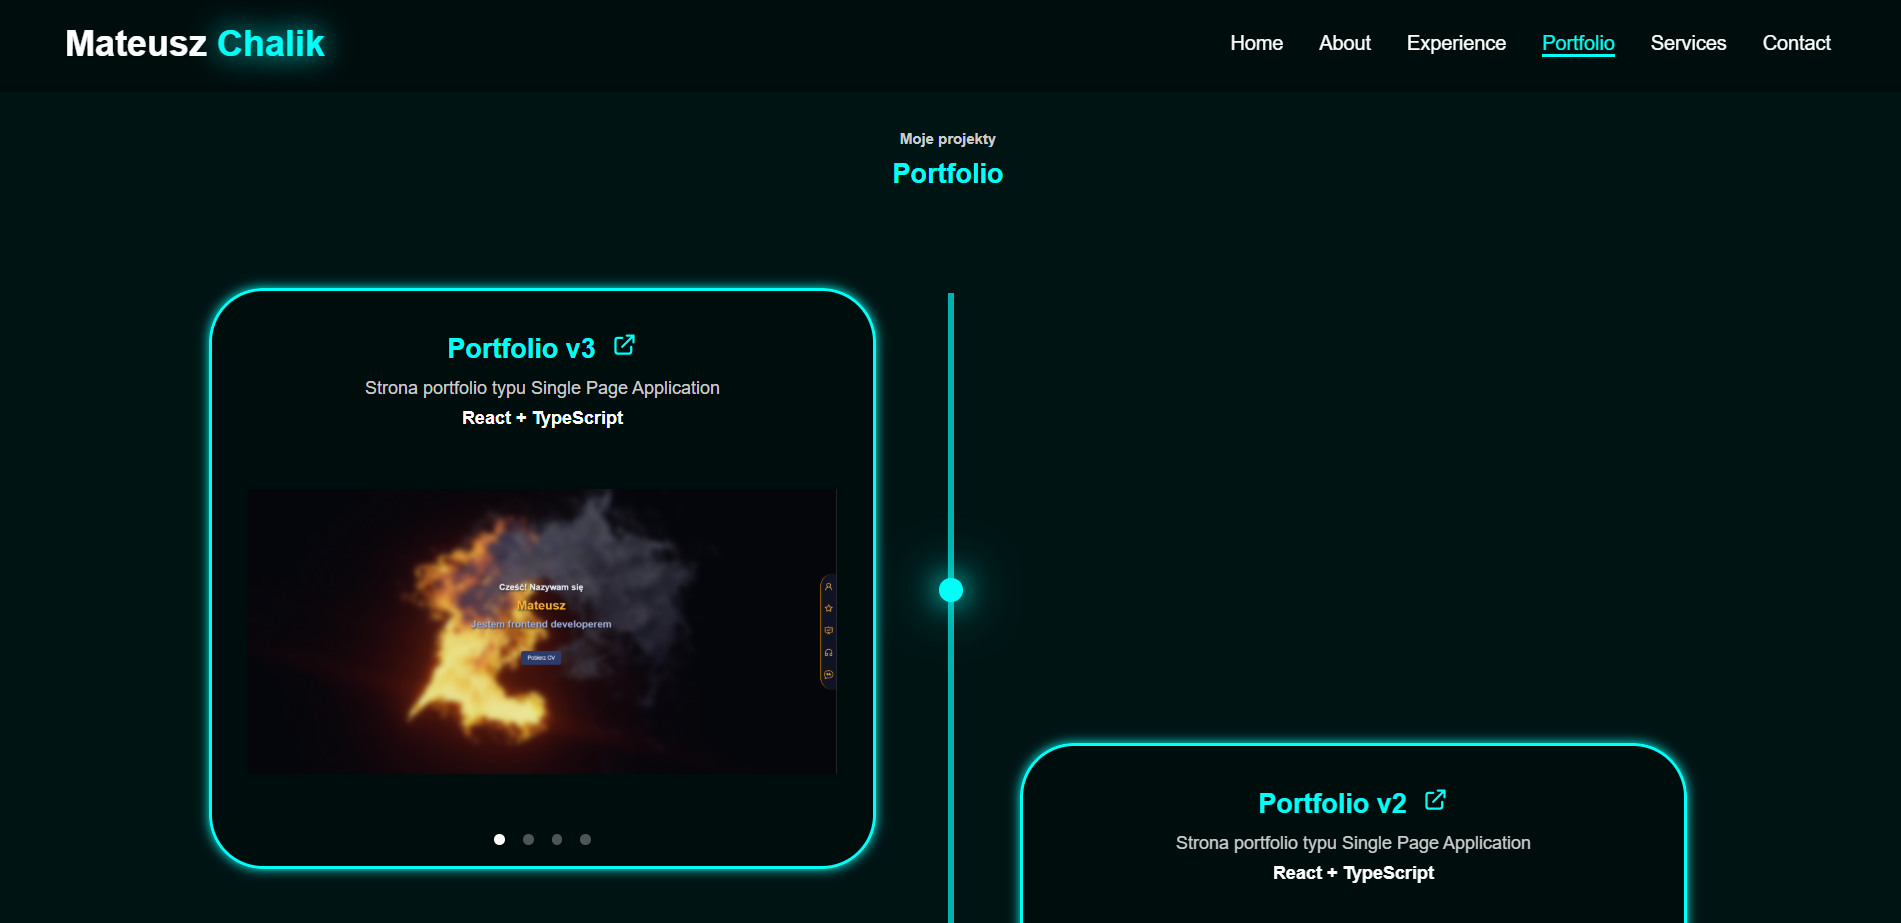 Mateusz Chalik
Home About Experience Portfolio Services Contact
Moje projekty
Portfolio
Portfolio v3
Strona portfolio typu Single Page Application
React + TypeScript
Cześć! Nazywam się
Mateusz
Jestem frontend developerem
Pobierz CV
Portfolio v2
Strona portfolio typu Single Page Application
React + TypeScript